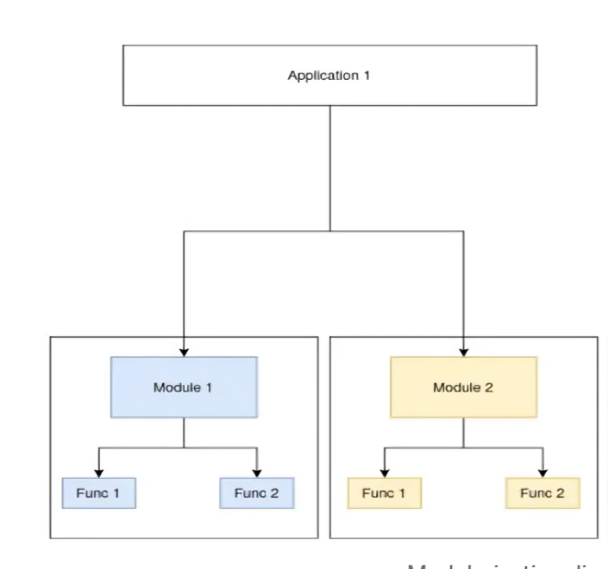 Application 1
Module 1
Module 2
Func 1
Func 2
Func 1
Func 2